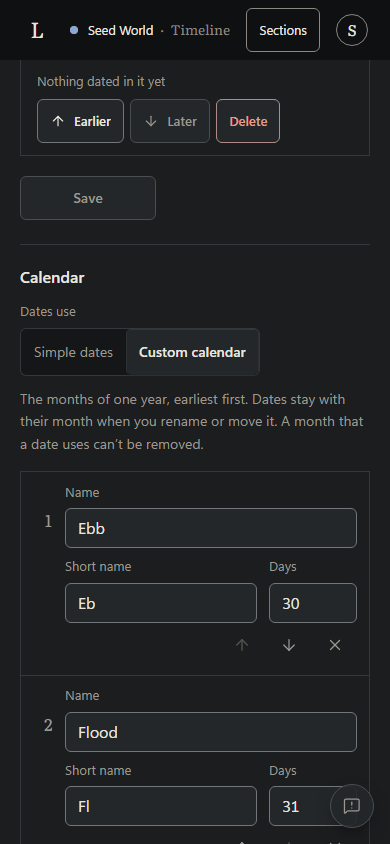 L
Seed World · Timeline
Sections
S
Nothing dated in it yet
↑ Earlier
↓ Later
Delete
Save
Calendar
Dates use
Simple dates
Custom calendar
The months of one year, earliest first. Dates stay with
their month when you rename or move it. A month that
a date uses can’t be removed.
1
Name
Ebb
Short name
Days
Eb
30
2
Name
Flood
Short name
Days
Fl
31